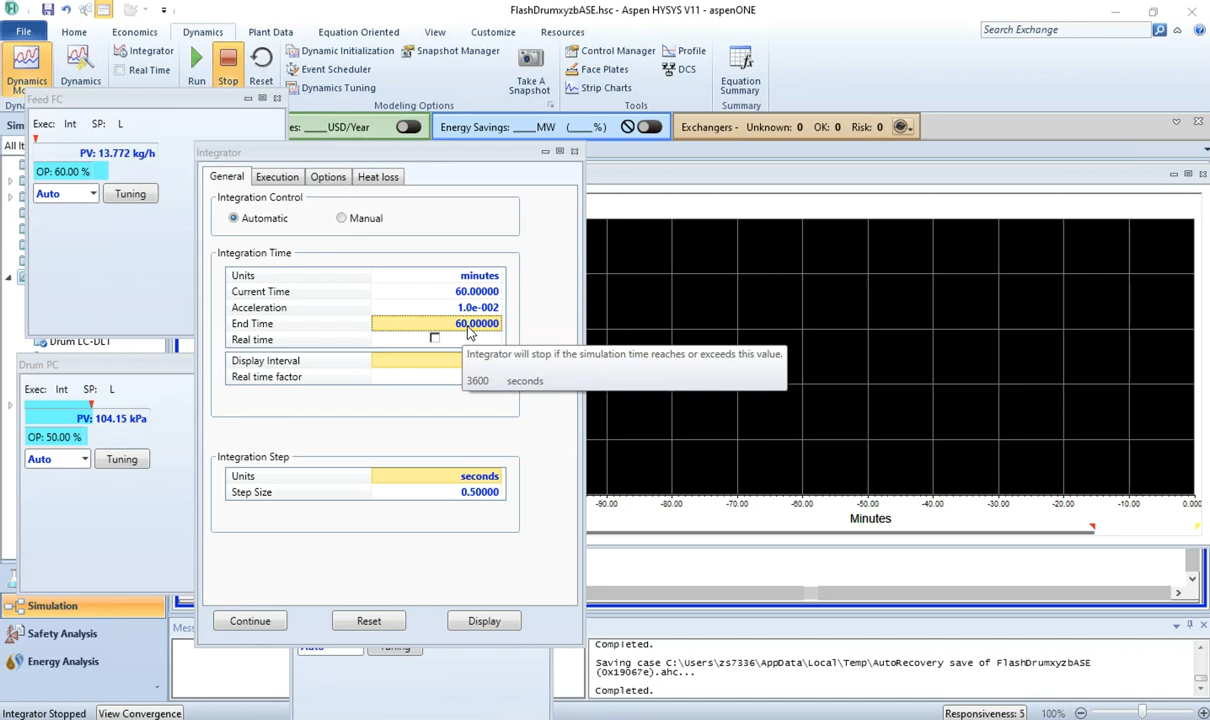 FlashDrumxyzbASE.hsc - Aspen HYSYS V11 - aspenONE
File Home Economics Dynamics Plant Data Equation Oriented View Customize Resources
Search Exchange
Dynamics Dynamics
Integrator
Real Time
Run Stop Reset
Dynamic Initialization
Event Scheduler
Dynamics Tuning
Snapshot Manager
Take A
Snapshot
Modeling Options
Control Manager
Face Plates
Strip Charts
Profile
DCS
Tools
Equation
Summary
Summary
____USD/Year
Energy Savings: ____MW (____%)
Exchangers - Unknown: 0 OK: 0 Risk: 0
Feed FC
Exec: Int SP: L
PV: 13.772 kg/h
OP: 60.00 %
Auto
Tuning
Drum LC-DLT
Drum PC
Exec: Int SP: L
PV: 104.15 kPa
OP: 50.00 %
Auto
Tuning
Simulation
Safety Analysis
Energy Analysis
Integrator
General Execution Options Heat loss
Integration Control
Automatic Manual
Integration Time
Units minutes
Current Time 60.00000
Acceleration 1.0e-002
End Time 60.00000
Real time
Display Interval
Real time factor
Integrator will stop if the simulation time reaches or exceeds this value.
3600 seconds
Integration Step
Units seconds
Step Size 0.50000
Continue Reset Display
-90.00 -80.00 -70.00 -60.00 -50.00 -40.00 -30.00 -20.00 -10.00 0.000
Minutes
Completed.
Saving case C:\Users\zs7336\AppData\Local\Temp\AutoRecovery save of FlashDrumxyzbASE
(0x19067e).ahc...
Completed.
Integrator Stopped View Convergence
Responsiveness: 5 100%